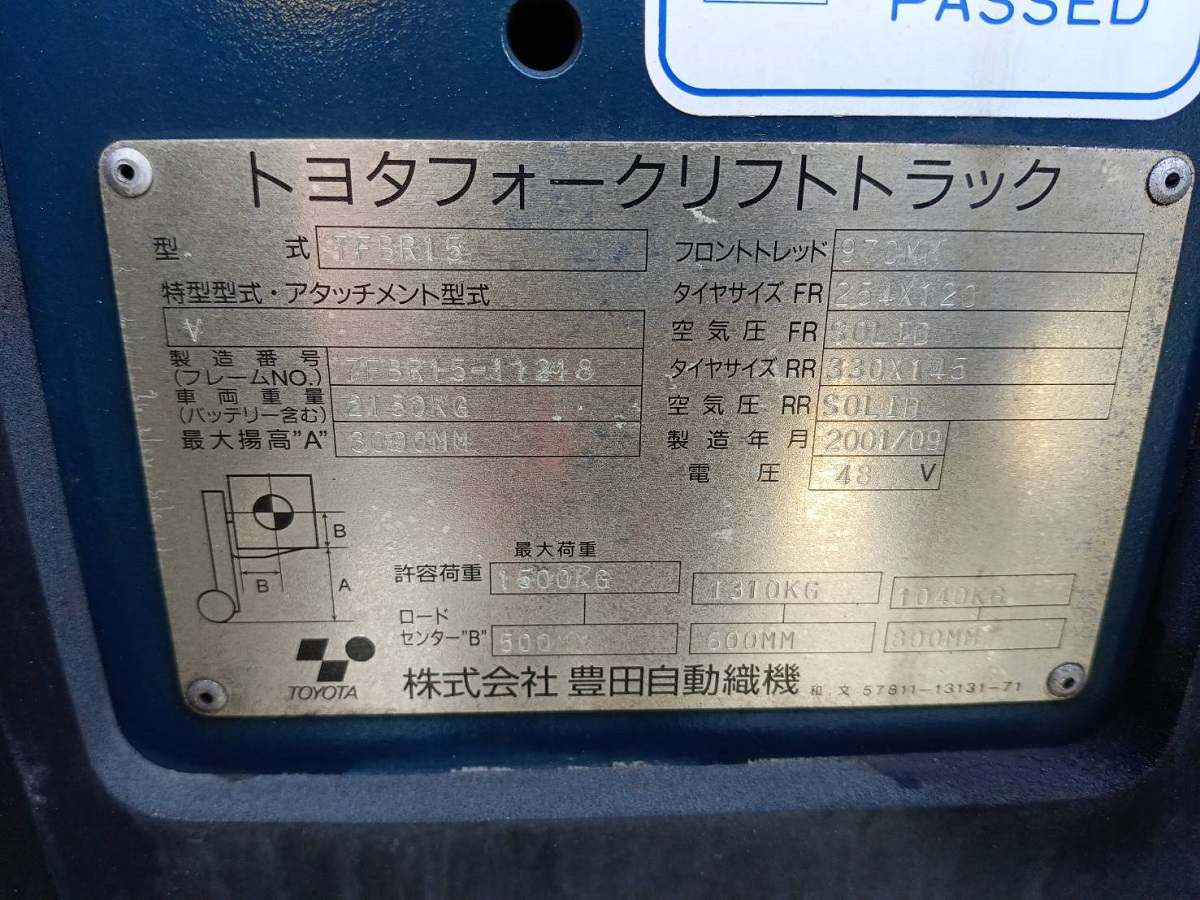 PASSED
トヨタフォークリフトトラック
型 式 7FBR15
特型型式・アタッチメント型式
V
製造番号
(フレームNO.)
7FBR15-11218
車両重量
(バッテリー含む)
2150KG
最大揚高"A" 3000MM
フロントトレッド 970MM
タイヤサイズ FR 254X120
空気圧 FR SOLID
タイヤサイズ RR 330X145
空気圧 RR SOLID
製造年月 2001/09
電圧 48 V
B
B
A
最大荷重
許容荷重 1500KG 1310KG 1040KG
ロード
センター"B" 500MM 600MM 800MM
TOYOTA
株式会社 豊田自動織機 和文 57811-13131-71